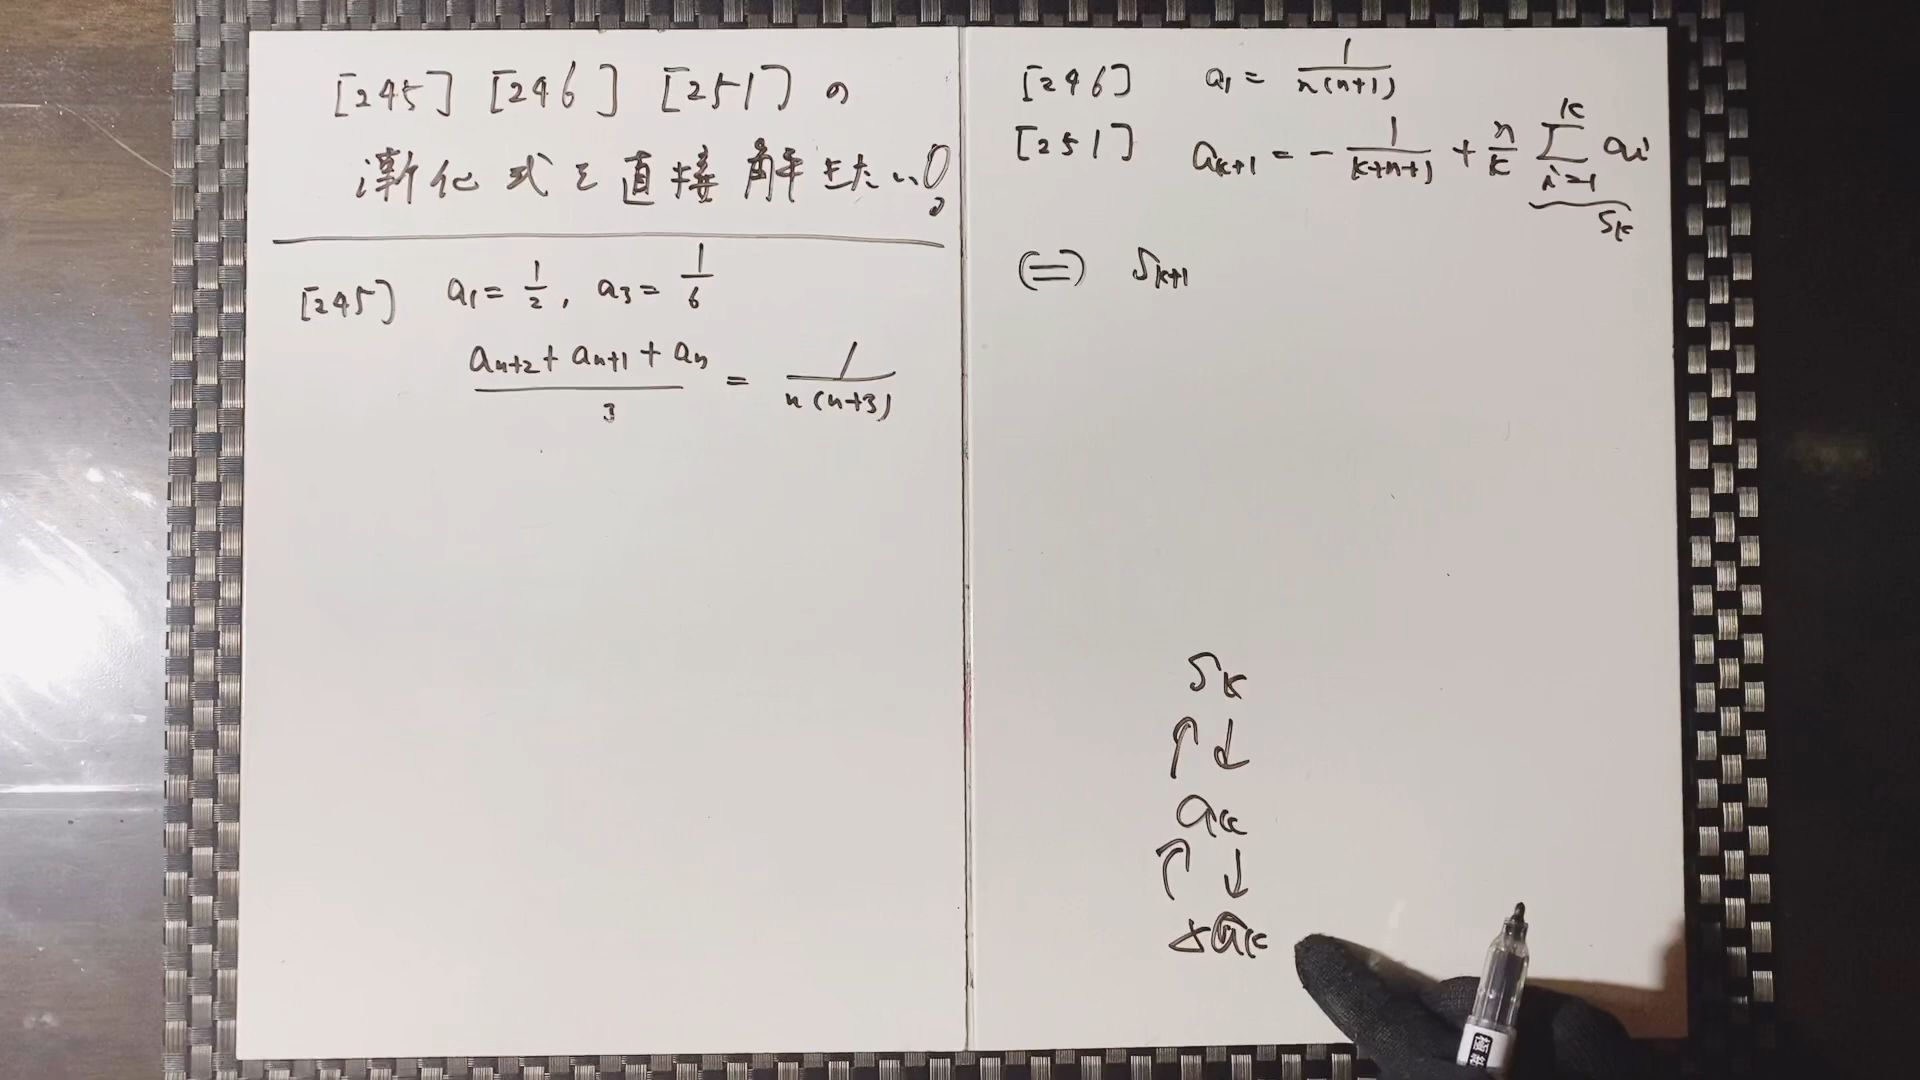 [245] [246] [251] の
漸化式を直接解きたい!
[245] a₁ = 1/2, a₃ = 1/6
(aₙ₊₂ + aₙ₊₁ + aₙ)/3 = 1/(n(n+3))
[246] a₁ = 1/(n(n+1))
[251] aₖ₊₁ = - 1/(k+n+1) + n/k Σ_{i=1}^{k} aᵢ
Sₖ
⇔ Sₖ₊₁
Sₖ
↑ ↓
aₖ
↑ ↓
aₖ